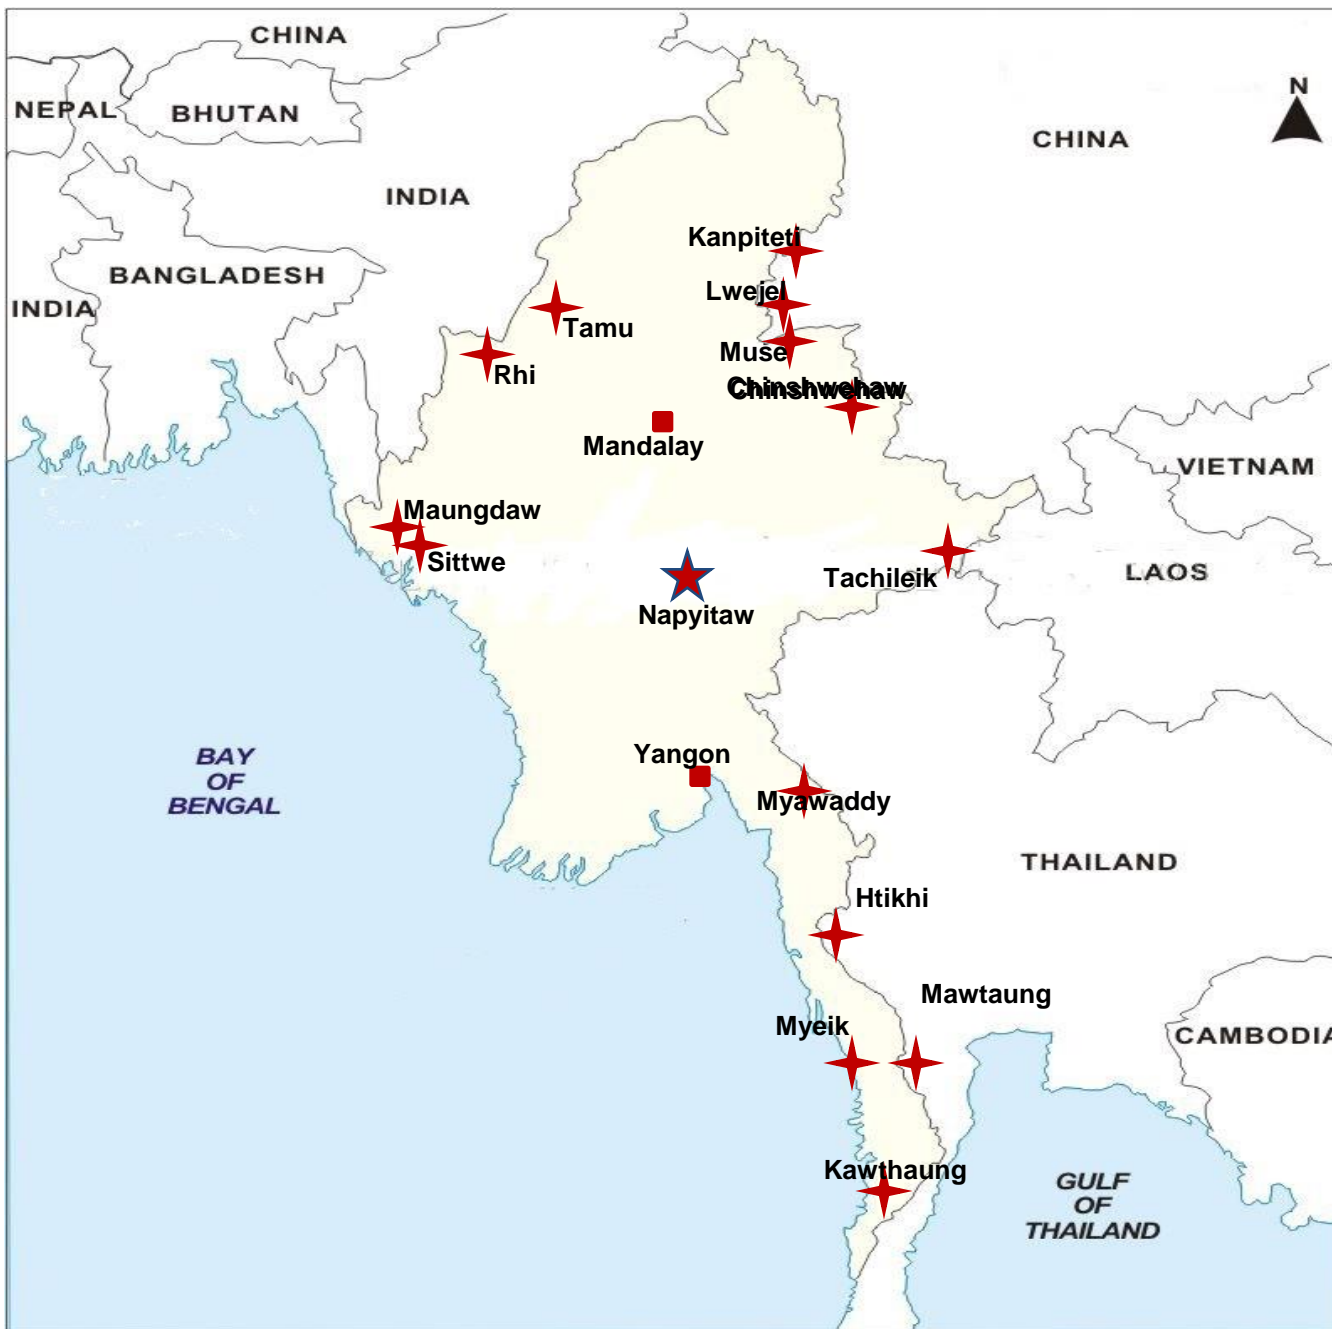 CHINA
N
NEPAL
BHUTAN
CHINA
INDIA
Kanpiteti
BANGLADESH
Lwejel
INDIA
Tamu
Muse
Rhi
Chinshwehaw
Chinshwehaw
Mandalay
VIETNAM
Maungdaw
Sittwe
Tachileik
LAOS
Napyitaw
Yangon
BAY
OF
BENGAL
Myawaddy
THAILAND
Htikhi
Mawtaung
Myeik
CAMBODIA
Kawthaung
GULF
OF
THAILAND